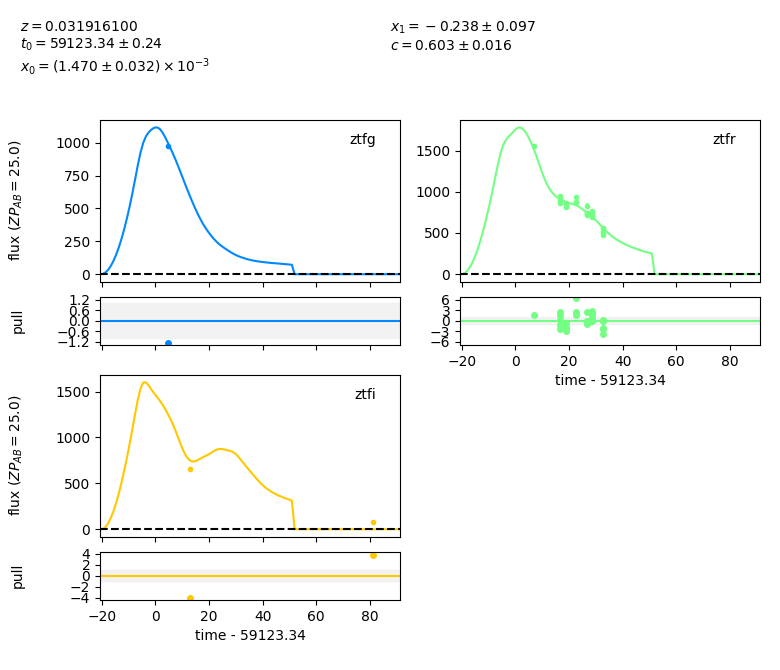 z = 0.031916100
t₀ = 59123.34 ± 0.24
x₀ = (1.470 ± 0.032) × 10⁻³
x₁ = −0.238 ± 0.097
c = 0.603 ± 0.016
flux (ZP_AB = 25.0)
1000
750
500
250
0
ztfg
1500
1000
500
0
ztfr
pull
1.2
0.6
0.0
−0.6
−1.2
6
3
0
−3
−6
−20 0 20 40 60 80
time - 59123.34
flux (ZP_AB = 25.0)
1500
1000
500
0
ztfi
pull
4
2
0
−2
−4
−20 0 20 40 60 80
time - 59123.34